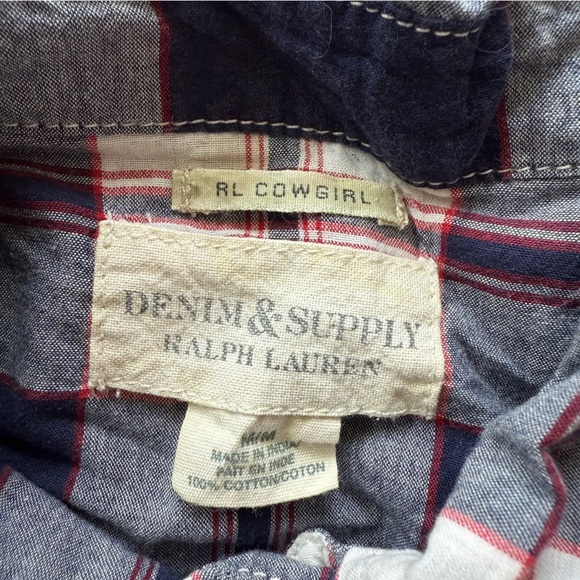 RL COWGIRL
DENIM & SUPPLY
RALPH LAUREN
M/M
MADE IN INDIA
FAIT EN INDE
100% COTTON/COTON